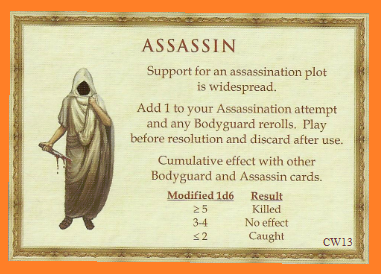 ASSASSIN
Support for an assassination plot
is widespread.
Add 1 to your Assassination attempt
and any Bodyguard rerolls. Play
before resolution and discard after use.
Cumulative effect with other
Bodyguard and Assassin cards.
Modified 1d6 Result
≥ 5 Killed
3-4 No effect
≤ 2 Caught
CW13